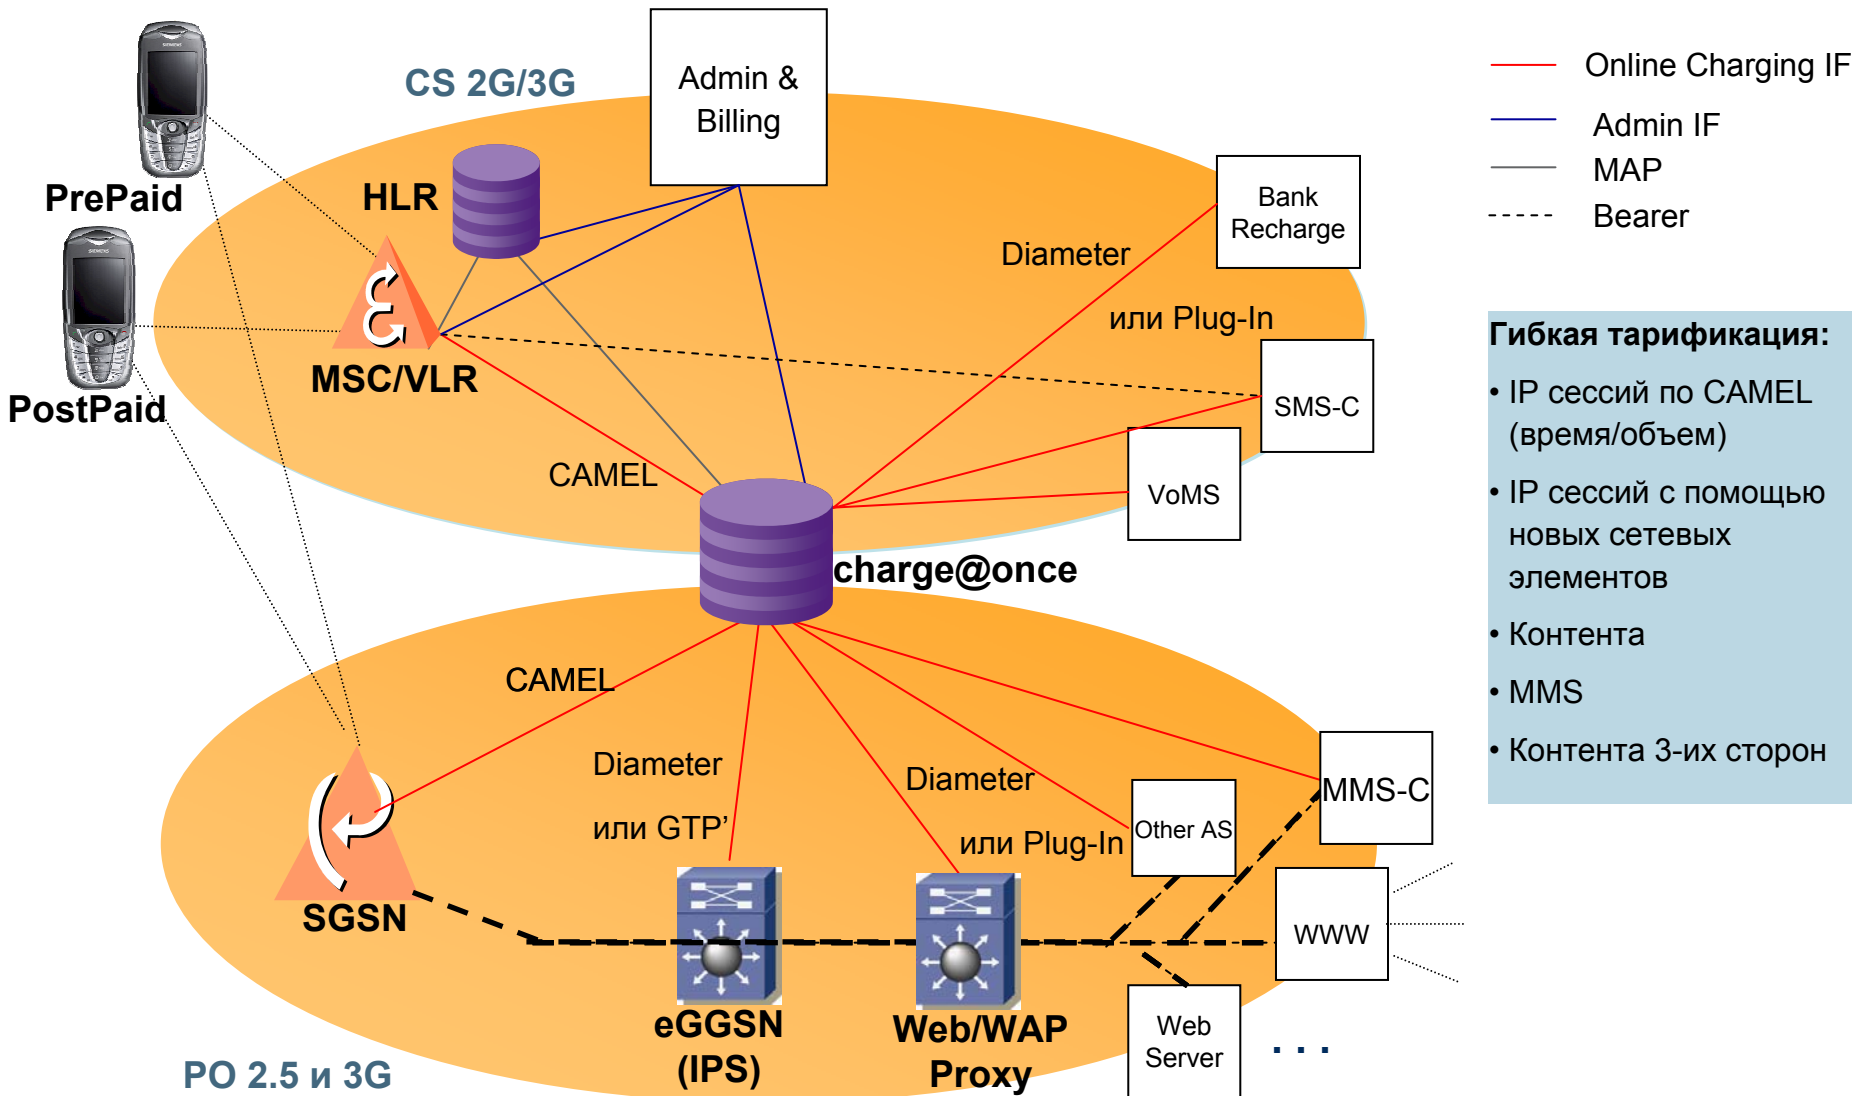 CS 2G/3G
Admin &
Billing
PrePaid
HLR
Bank
Recharge
Diameter
или Plug-In
MSC/VLR
PostPaid
SMS-C
CAMEL
VoMS
charge@once
CAMEL
Diameter
или GTP’
Diameter
или Plug-In
Other AS
MMS-C
SGSN
WWW
eGGSN
(IPS)
Web/WAP
Proxy
Web
Server
. . .
PO 2.5 и 3G
Online Charging IF
Admin IF
MAP
Bearer
Гибкая тарификация:
• IP сессий по CAMEL
(время/объем)
• IP сессий с помощью
новых сетевых
элементов
• Контента
• MMS
• Контента 3-их сторон